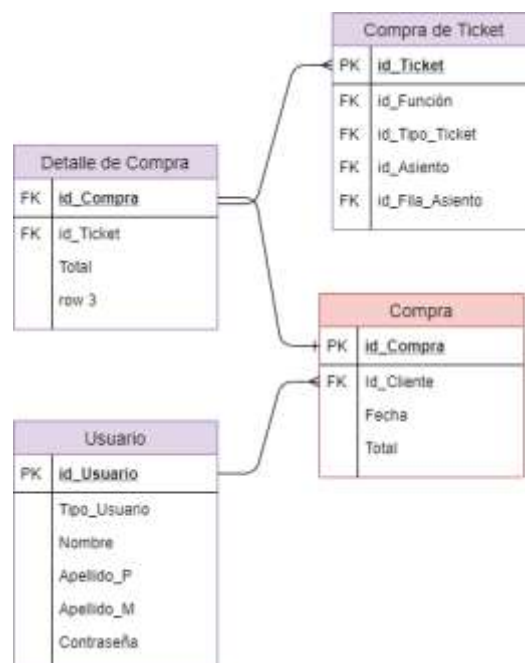 Compra de Ticket
PK id_Ticket
FK id_Función
FK id_Tipo_Ticket
FK id_Asiento
FK id_Fila_Asiento
Detalle de Compra
FK id_Compra
FK id_Ticket
Total
row 3
Compra
PK id_Compra
FK Id_Cliente
Fecha
Total
Usuario
PK id_Usuario
Tipo_Usuario
Nombre
Apellido_P
Apellido_M
Contraseña